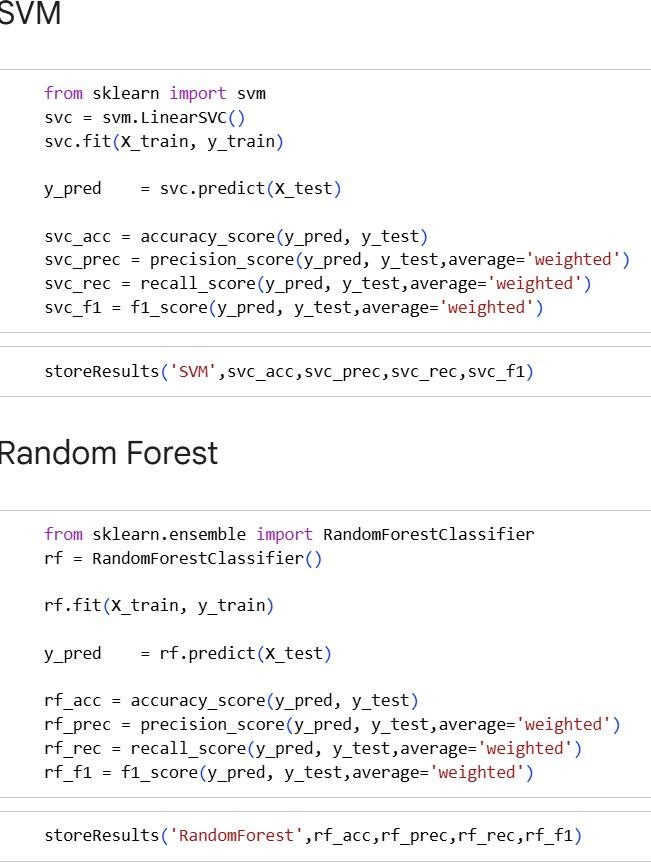 SVM
from sklearn import svm
svc = svm.LinearSVC()
svc.fit(X_train, y_train)
y_pred    = svc.predict(X_test)
svc_acc = accuracy_score(y_pred, y_test)
svc_prec = precision_score(y_pred, y_test,average='weighted')
svc_rec = recall_score(y_pred, y_test,average='weighted')
svc_f1 = f1_score(y_pred, y_test,average='weighted')
storeResults('SVM',svc_acc,svc_prec,svc_rec,svc_f1)
Random Forest
from sklearn.ensemble import RandomForestClassifier
rf = RandomForestClassifier()
rf.fit(X_train, y_train)
y_pred    = rf.predict(X_test)
rf_acc = accuracy_score(y_pred, y_test)
rf_prec = precision_score(y_pred, y_test,average='weighted')
rf_rec = recall_score(y_pred, y_test,average='weighted')
rf_f1 = f1_score(y_pred, y_test,average='weighted')
storeResults('RandomForest',rf_acc,rf_prec,rf_rec,rf_f1)